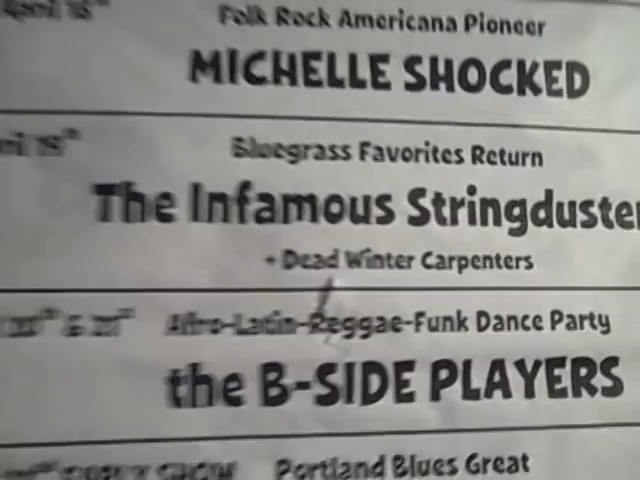 Folk Rock Americana Pioneer
MICHELLE SHOCKED
Bluegrass Favorites Return
The Infamous Stringduster
+ Dead Winter Carpenters
Afro-Latin-Reggae-Funk Dance Party
the B-SIDE PLAYERS
Portland Blues Great